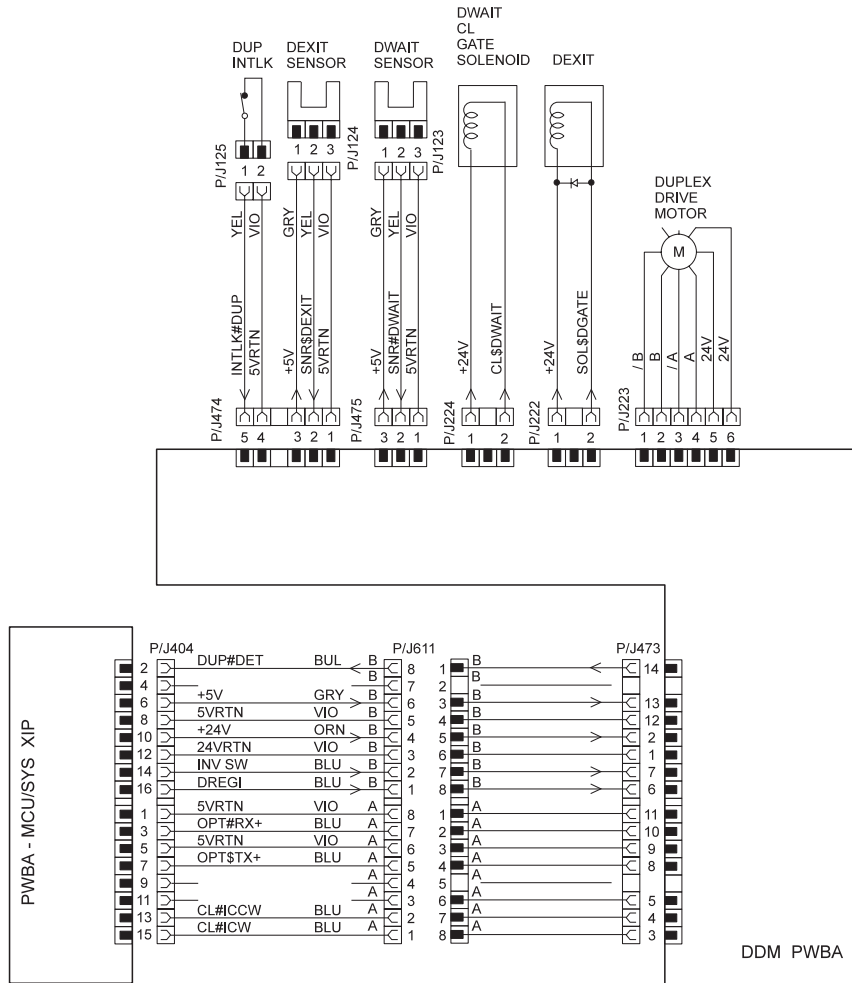 DUP
INTLK
DEXIT
SENSOR
DWAIT
SENSOR
DWAIT
CL
GATE
SOLENOID
DEXIT
DUPLEX
DRIVE
MOTOR
M
P/J125
1 2
P/J124
1 2 3
P/J123
1 2 3
YEL
VIO
GRY
YEL
VIO
GRY
YEL
VIO
INTLK#DUP
5VRTN
+5V
SNR$DEXIT
5VRTN
+5V
SNR#DWAIT
5VRTN
+24V
CL$DWAIT
+24V
SOL$DGATE
/ B
B
/ A
A
24V
24V
P/J474
5 4 3 2 1
P/J475
3 2 1
P/J224
1 2
P/J222
1 2
P/J223
1 2 3 4 5 6
PWBA - MCU/SYS XIP
P/J404 P/J611 P/J473
2 DUP#DET BUL B 8 1 B 14
4 B 7 2 B
6 +5V GRY B 6 3 B 13
8 5VRTN VIO B 5 4 B 12
10 +24V ORN B 4 5 B 2
12 24VRTN VIO B 3 6 B 1
14 INV SW BLU B 2 7 B 7
16 DREGI BLU B 1 8 B 6
1 5VRTN VIO A 8 1 A 11
3 OPT#RX+ BLU A 7 2 A 10
5 5VRTN VIO A 6 3 A 9
7 OPT$TX+ BLU A 5 4 A 8
9 A 4 5 A
11 A 3 6 A 5
13 CL#ICCW BLU A 2 7 A 4
15 CL#ICW BLU A 1 8 A 3
DDM PWBA